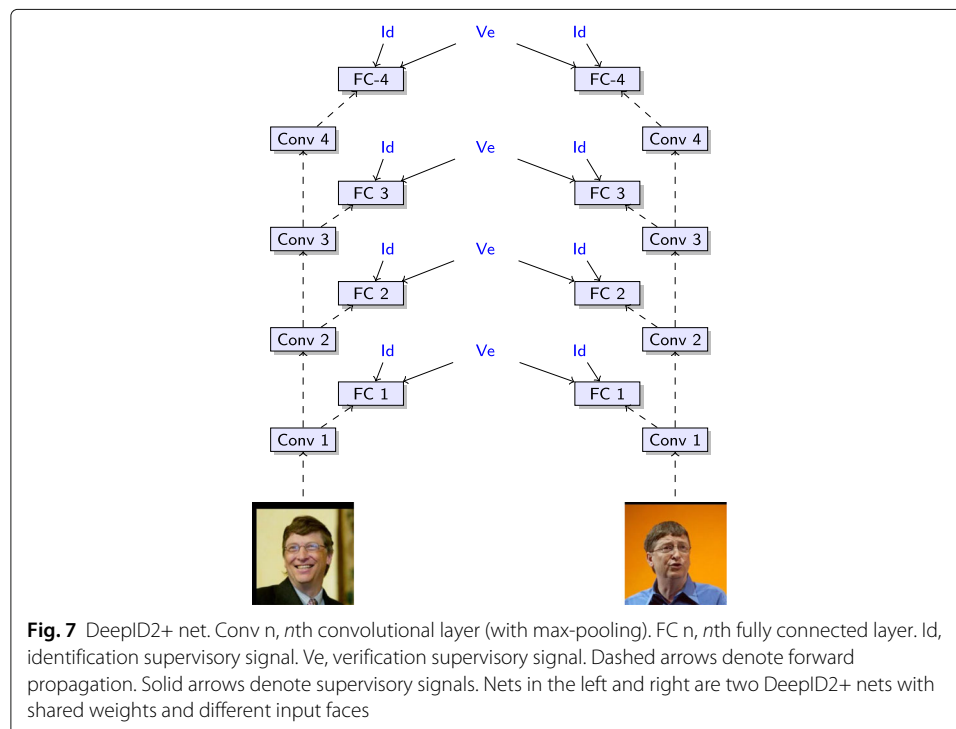 Id Ve Id
FC-4 FC-4
Conv 4 Conv 4
Id Ve Id
FC 3 FC 3
Conv 3 Conv 3
Id Ve Id
FC 2 FC 2
Conv 2 Conv 2
Id Ve Id
FC 1 FC 1
Conv 1 Conv 1
Fig. 7 DeepID2+ net. Conv n, nth convolutional layer (with max-pooling). FC n, nth fully connected layer. Id,
identification supervisory signal. Ve, verification supervisory signal. Dashed arrows denote forward
propagation. Solid arrows denote supervisory signals. Nets in the left and right are two DeepID2+ nets with
shared weights and different input faces